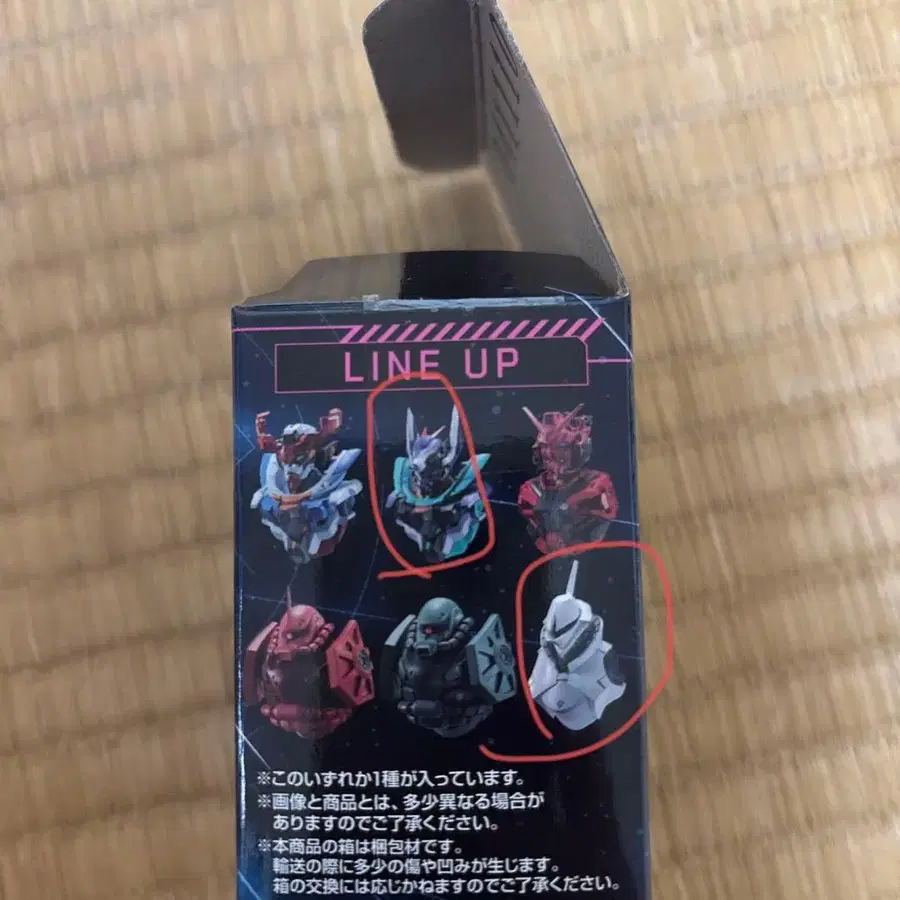 LINE UP
※このいずれか1種が入っています。
※画像と商品とは、多少異なる場合が
ありますのでご了承ください。
※本商品の箱は梱包材です。
輸送の際に多少の傷や凹みが生じます。
箱の交換には応じかねますのでご了承ください。